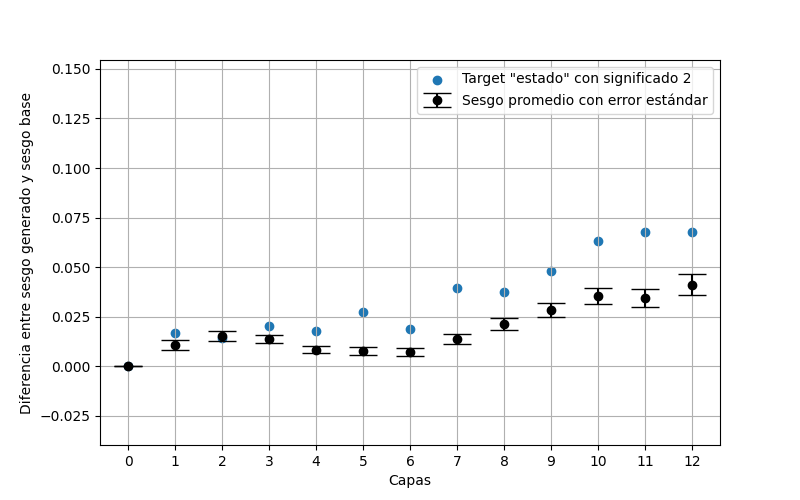 0.150
0.125
0.100
0.075
0.050
0.025
0.000
−0.025
Diferencia entre sesgo generado y sesgo base
Target "estado" con significado 2
Sesgo promedio con error estándar
0 1 2 3 4 5 6 7 8 9 10 11 12
Capas